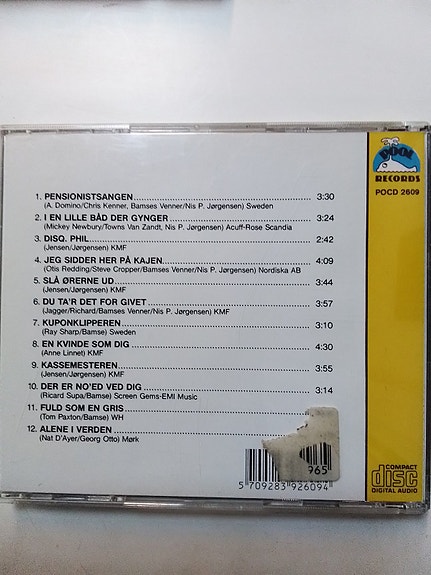 POOL
RECORDS
POCD 2609
1. PENSIONISTSANGEN 3:30
(A. Domino/Chris Kenner, Bamses Venner/Nis P. Jørgensen) Sweden
2. I EN LILLE BÅD DER GYNGER 3:24
(Mickey Newbury/Towns Van Zandt, Nis P. Jørgensen) Acuff-Rose Scandia
3. DISQ. PHIL 2:42
(Jensen/Jørgensen) KMF
4. JEG SIDDER HER PÅ KAJEN 4:09
(Otis Redding/Steve Cropper/Bamses Venner/Nis P. Jørgensen) Nordiska AB
5. SLÅ ØRERNE UD 3:44
(Jensen/Jørgensen) KMF
6. DU TA'R DET FOR GIVET 3:57
(Jagger/Richard/Bamses Venner/Nis P. Jørgensen)
7. KUPONKLIPPEREN 3:10
(Ray Sharp/Bamse) Sweden
8. EN KVINDE SOM DIG 4:30
(Anne Linnet) KMF
9. KASSEMESTEREN 3:55
(Jensen/Jørgensen) KMF
10. DER ER NO'ED VED DIG 3:14
(Ricard Supa/Bamse) Screen Gems-EMI Music
11. FULD SOM EN GRIS
(Tom Paxton/Bamse) WH
12. ALENE I VERDEN
(Nat D'Ayer/Georg Otto) Mørk
965
5 709283 926094
COMPACT
disc
DIGITAL AUDIO